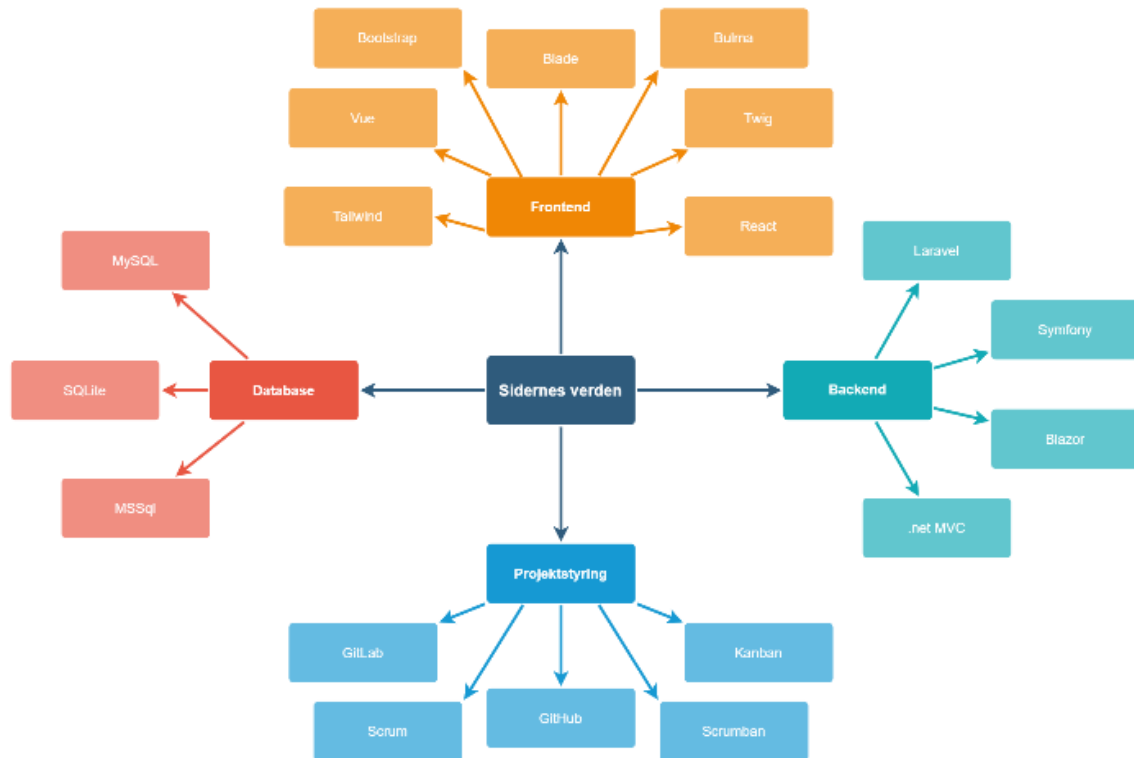 Bootstrap
Blade
Bulma
Vue
Twig
Tailwind
Frontend
React
MySQL
Laravel
Symfony
SQLite
Database
Sidernes verden
Backend
Blazor
MSSql
.net MVC
Projektstyring
GitLab
Kanban
Scrum
GitHub
Scrumban